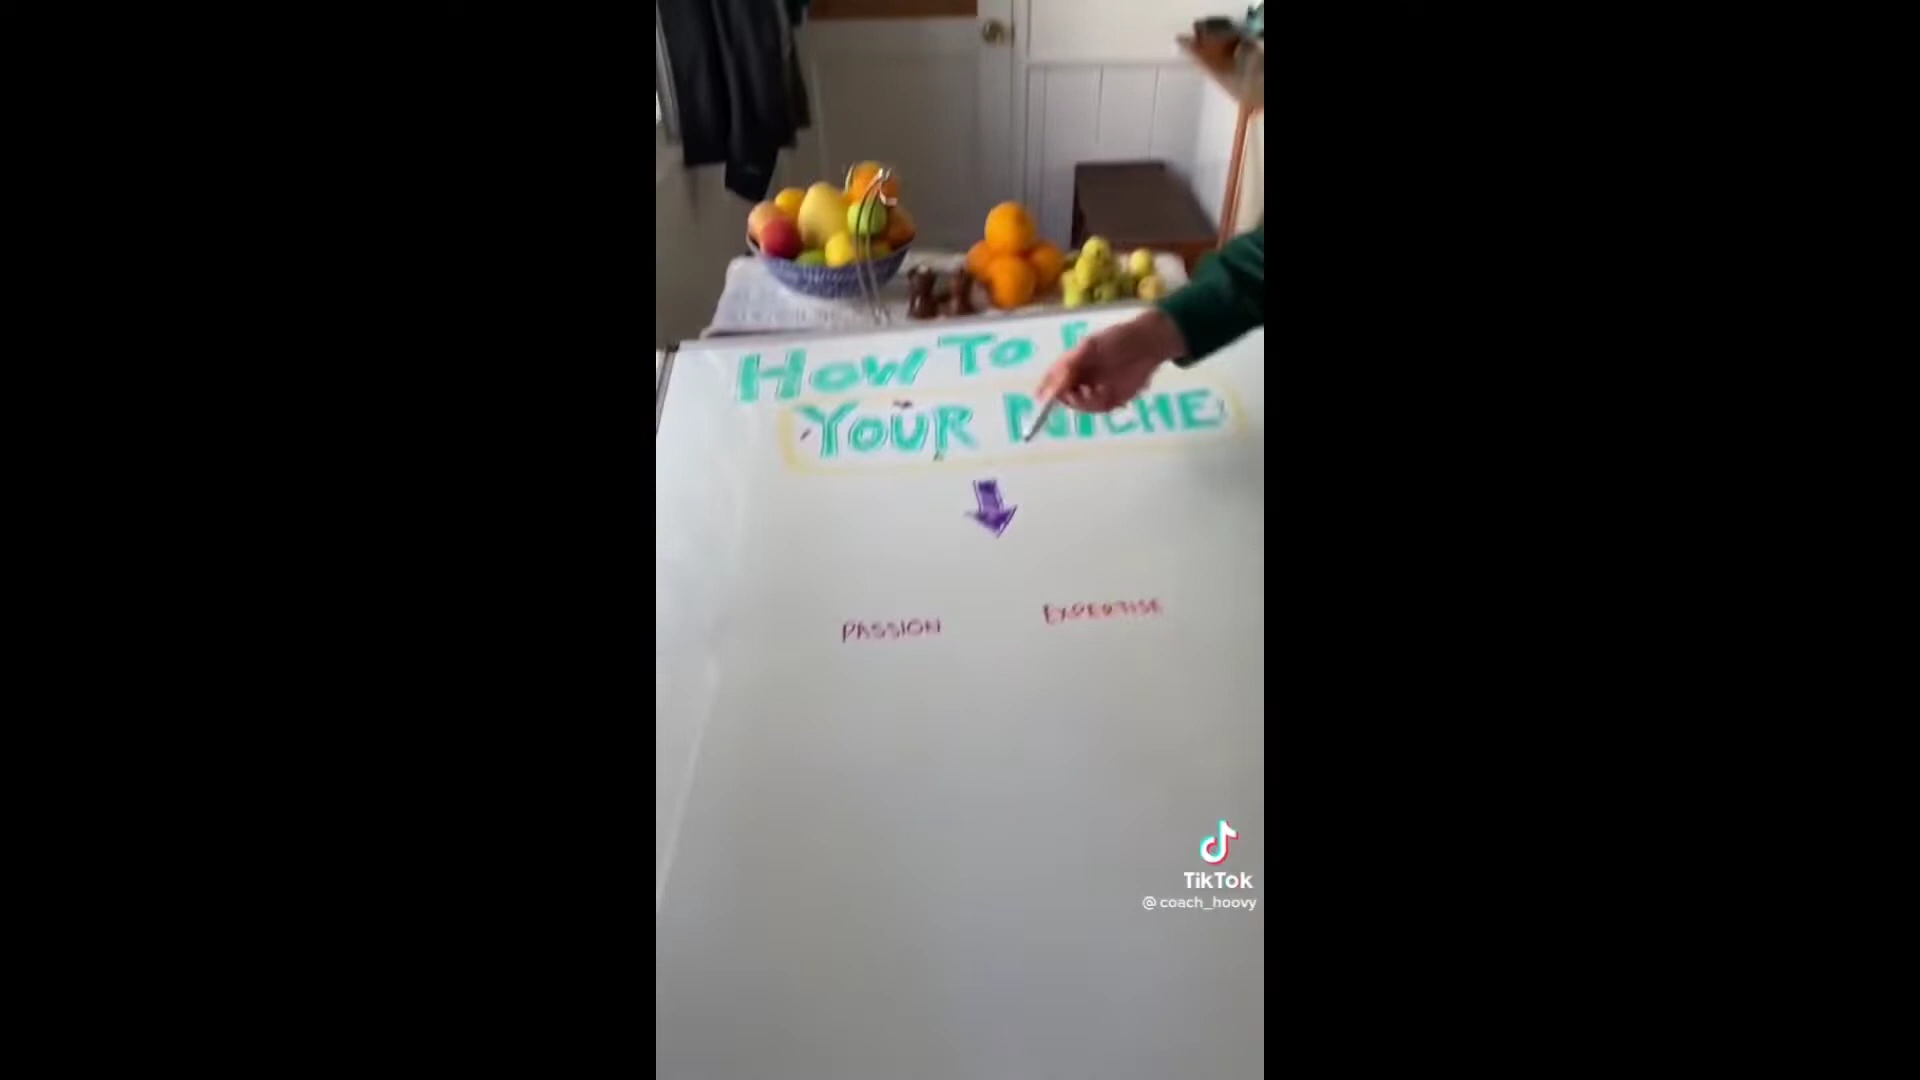 How To
YOUR NICHE
PASSION
EXPERTISE
TikTok
@coach_hoovy